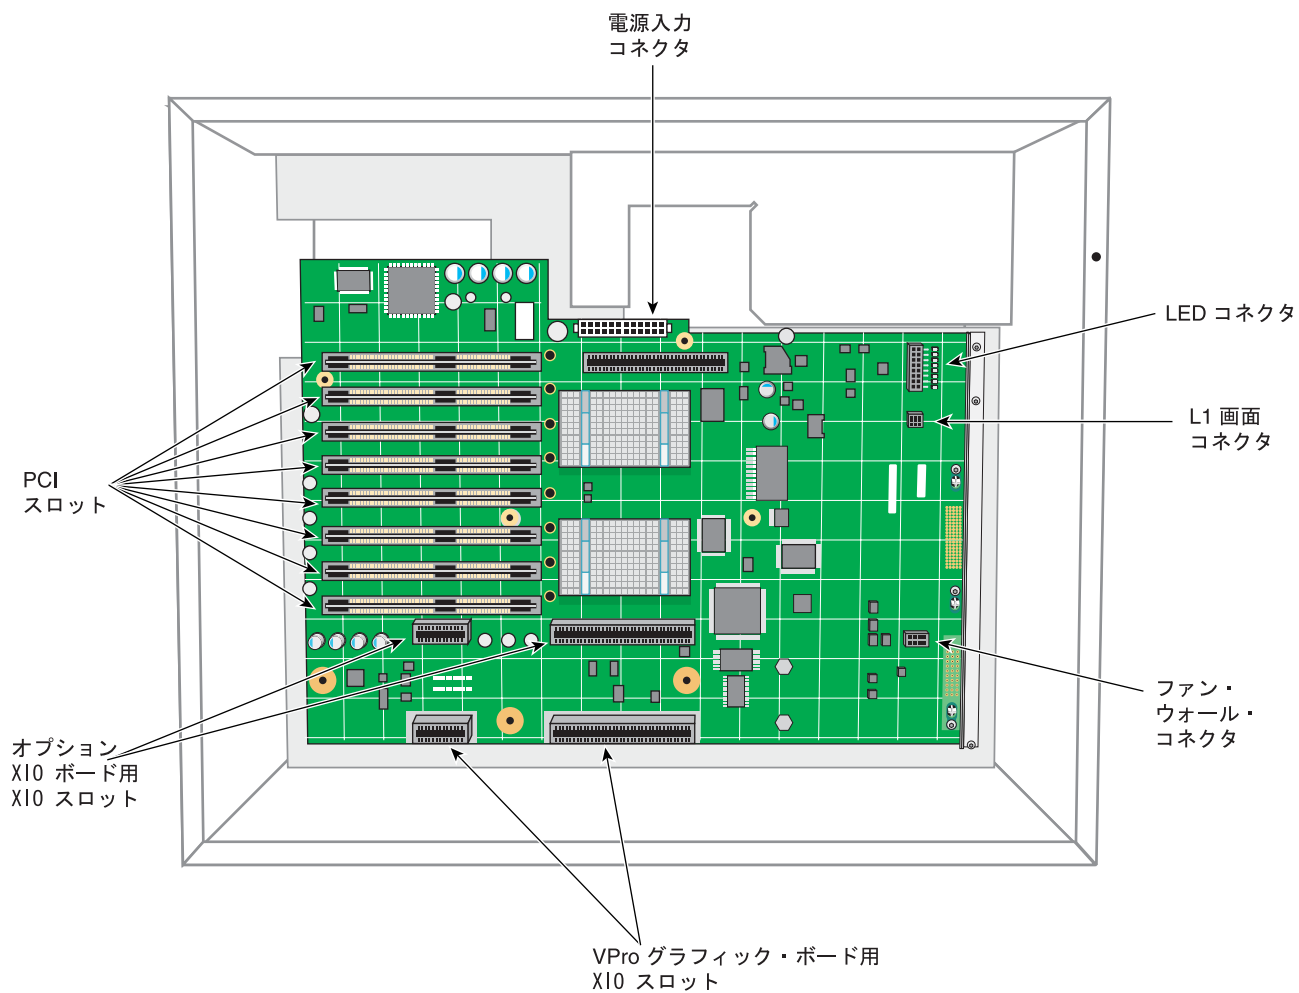 電源入力
コネクタ
LED コネクタ
L1 画面
コネクタ
PCI
スロット
ファン・
ウォール・
コネクタ
オプション
XIO ボード用
XIO スロット
VPro グラフィック・ボード用
XIO スロット